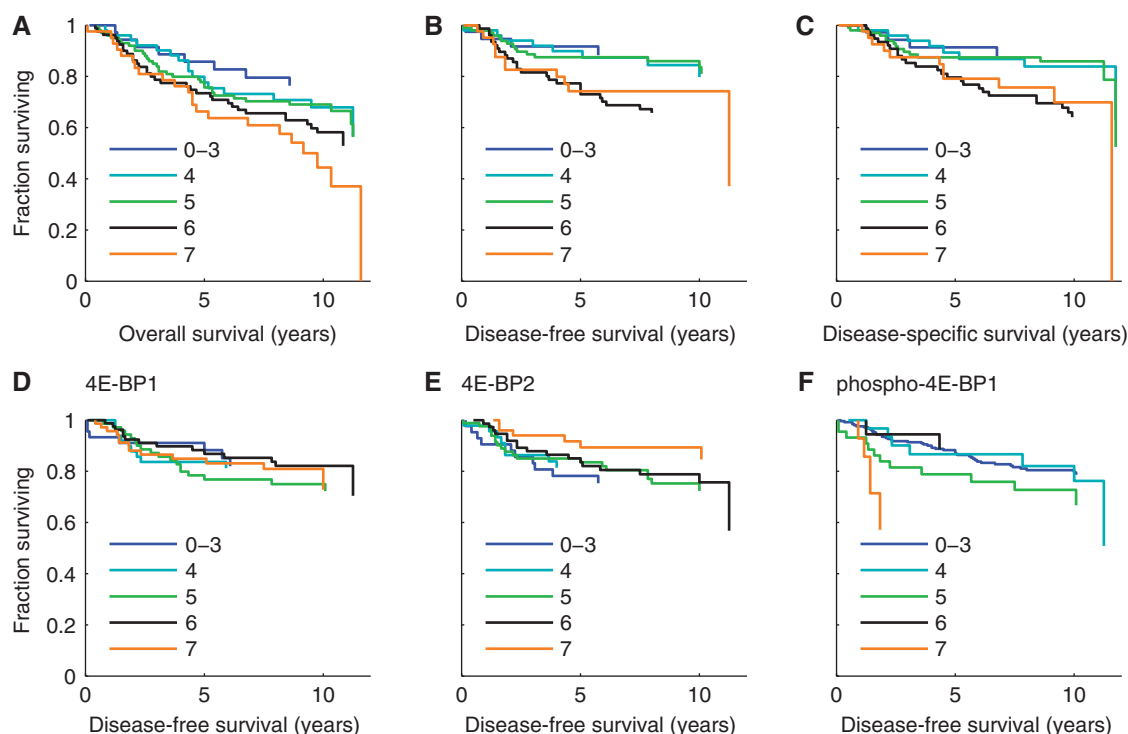 A
B
C
Fraction surviving
1
0.8
0.6
0.4
0.2
0
0–3
4
5
6
7
0–3
4
5
6
7
0–3
4
5
6
7
0 5 10
0 5 10
0 5 10
Overall survival (years)
Disease-free survival (years)
Disease-specific survival (years)
D 4E-BP1
E 4E-BP2
F phospho-4E-BP1
Fraction surviving
1
0.8
0.6
0.4
0.2
0
0–3
4
5
6
7
0–3
4
5
6
7
0–3
4
5
6
7
0 5 10
0 5 10
0 5 10
Disease-free survival (years)
Disease-free survival (years)
Disease-free survival (years)